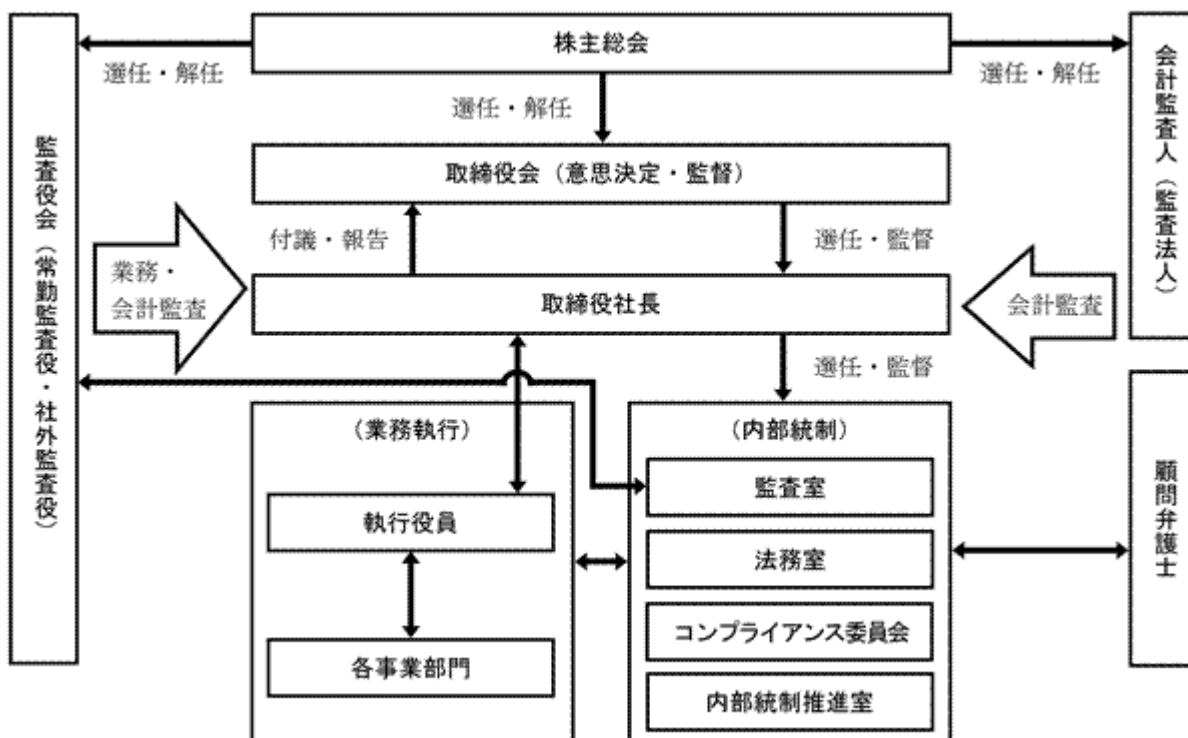 株主総会
選任・解任
選任・解任
選任・解任
取締役会（意思決定・監督）
付議・報告
選任・監督
業務・
会計監査
取締役社長
会計監査
選任・監督
監査役会（常勤監査役・社外監査役）
会計監査人（監査法人）
（業務執行）
執行役員
各事業部門
（内部統制）
監査室
法務室
コンプライアンス委員会
内部統制推進室
顧問弁護士